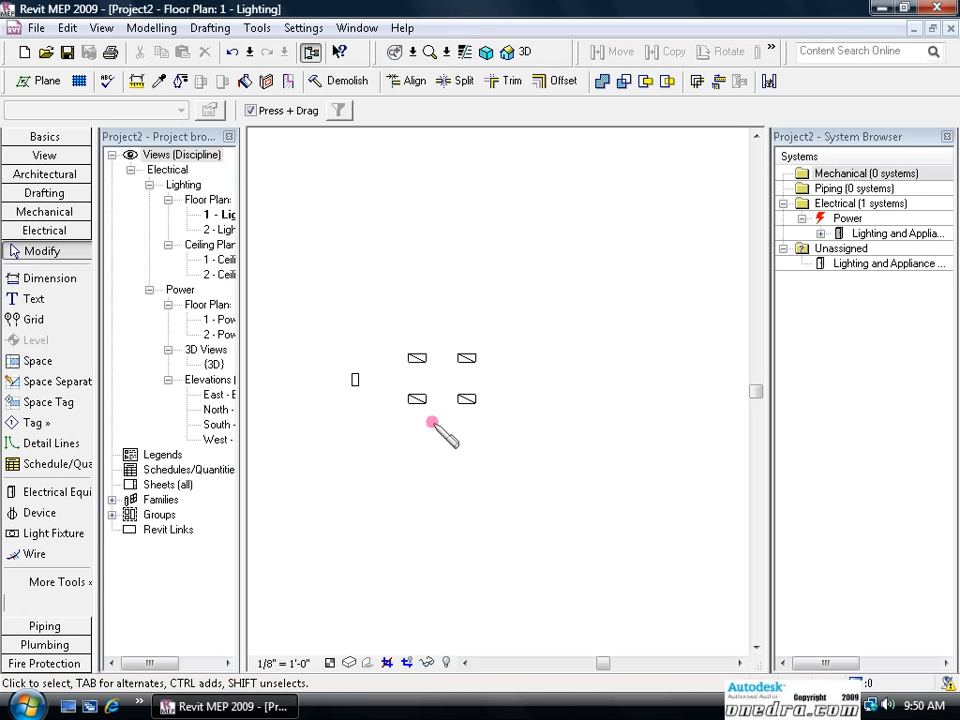 Revit MEP 2009 - [Project2 - Floor Plan: 1 - Lighting]
File Edit View Modelling Drafting Tools Settings Window Help
3D Move Copy Rotate » Content Search Online
Plane Demolish Align Split Trim Offset
Press + Drag
Basics
View
Architectural
Drafting
Mechanical
Electrical
Modify
Dimension
Text
Grid
Level
Space
Space Separat
Space Tag
Tag »
Detail Lines
Schedule/Qua
Electrical Equi
Device
Light Fixture
Wire
More Tools »
Piping
Plumbing
Fire Protection
Project2 - Project bro...
Views (Discipline)
Electrical
Lighting
Floor Plan:
1 - Lig
2 - Ligh
Ceiling Plan
1 - Ceili
2 - Ceili
Power
Floor Plan:
1 - Pow
2 - Pow
3D Views
{3D}
Elevations (
East - E
North -
South -
West -
Legends
Schedules/Quantitie
Sheets (all)
Families
Groups
Revit Links
1/8" = 1'-0"
Project2 - System Browser
Systems
Mechanical (0 systems)
Piping (0 systems)
Electrical (1 systems)
Power
Lighting and Applia...
Unassigned
Lighting and Appliance ...
Click to select, TAB for alternates, CTRL adds, SHIFT unselects.
:0
Revit MEP 2009 - [Pr...
Autodesk
Authorised Author
Copyright 2009
onedra.com
9:50 AM